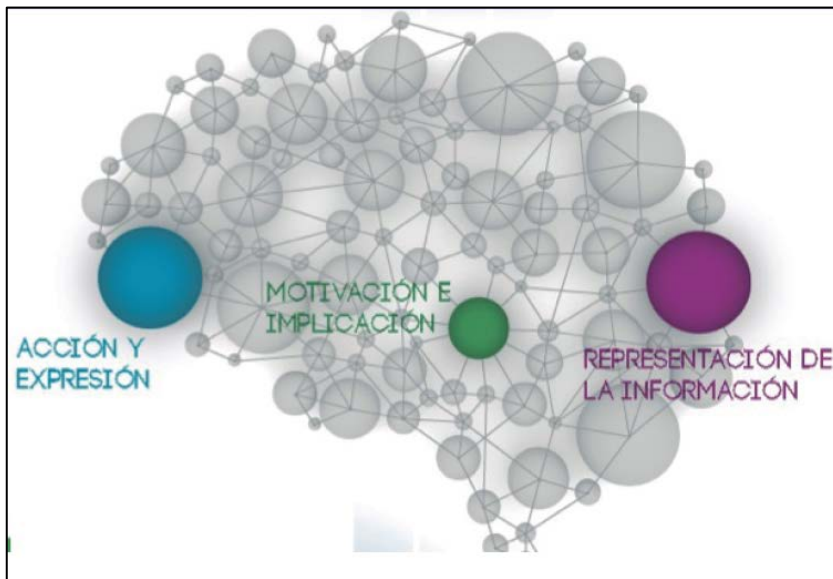 MOTIVACIÓN E
IMPLICACIÓN
ACCIÓN Y
EXPRESIÓN
REPRESENTACIÓN DE
LA INFORMACIÓN